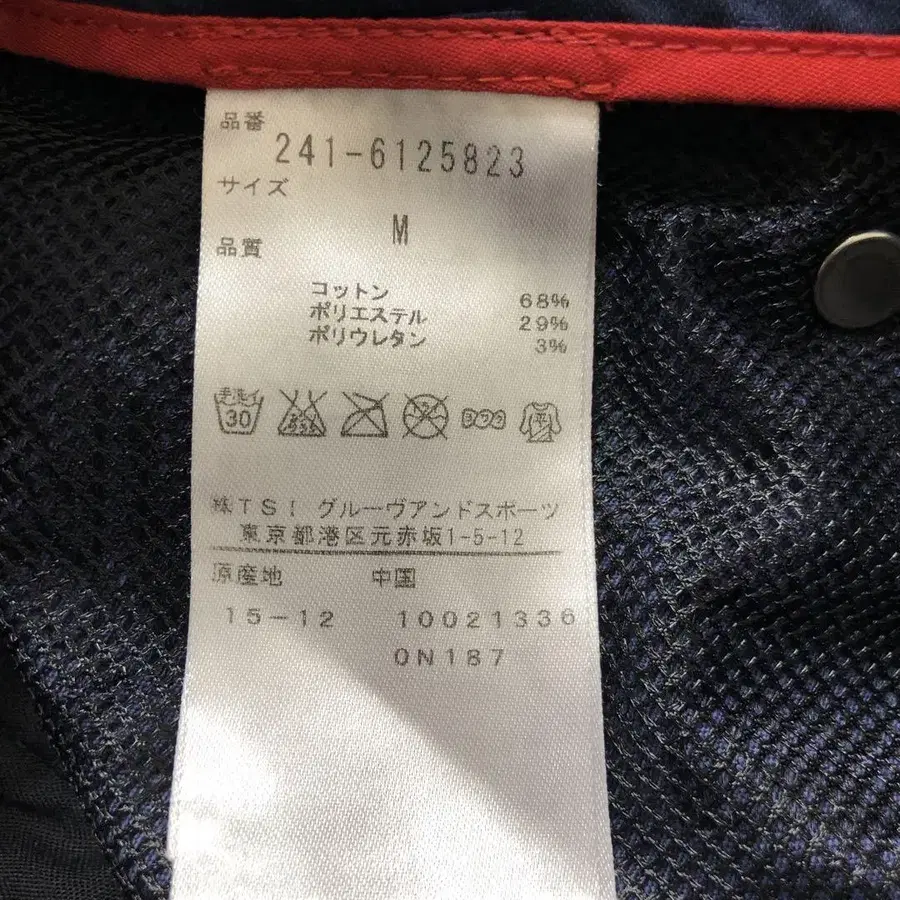 品番
241-6125823
サイズ
M
品質
コットン 68%
ポリエステル 29%
ポリウレタン 3%
手洗イ
30
㈱TSI グルーヴアンドスポーツ
東京都港区元赤坂1-5-12
原産地 中国
15-12 10021336
0N187